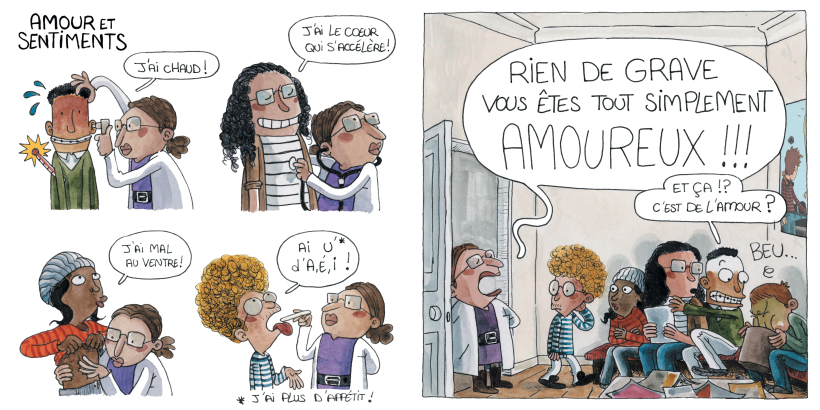 AMOUR ET
SENTIMENTS
J'AI CHAUD !
J'AI LE COEUR
QUI S'ACCÉLÈRE !
J'AI MAL
AU VENTRE !
AI U'*
d'A,É,i !
* J'AI PLUS D'APPÉTIT !
RIEN DE GRAVE
VOUS ÊTES TOUT SIMPLEMENT
AMOUREUX !!!
ET ÇA !?
C'EST DE L'AMOUR ?
BEU...